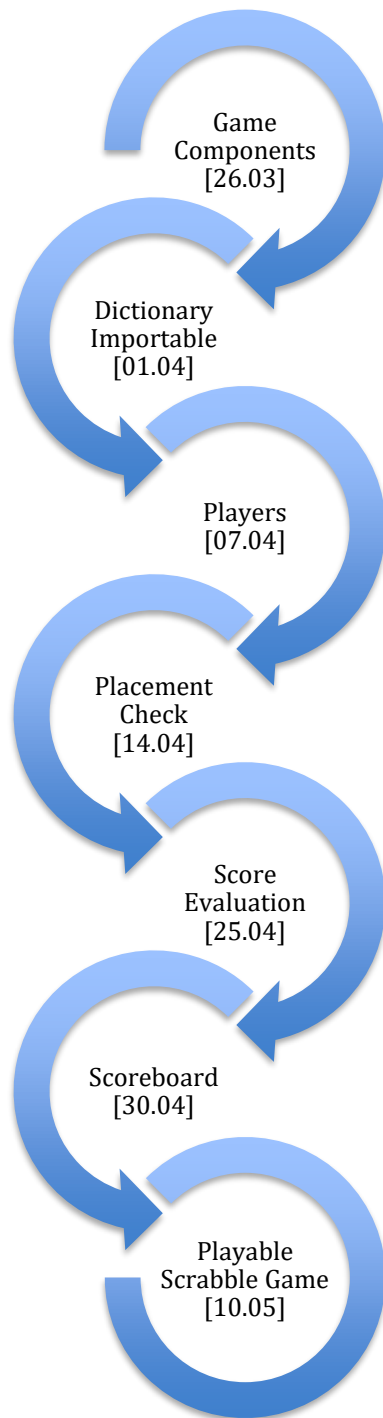 Game
Components
[26.03]
Dictionary
Importable
[01.04]
Players
[07.04]
Placement
Check
[14.04]
Score
Evaluation
[25.04]
Scoreboard
[30.04]
Playable
Scrabble Game
[10.05]